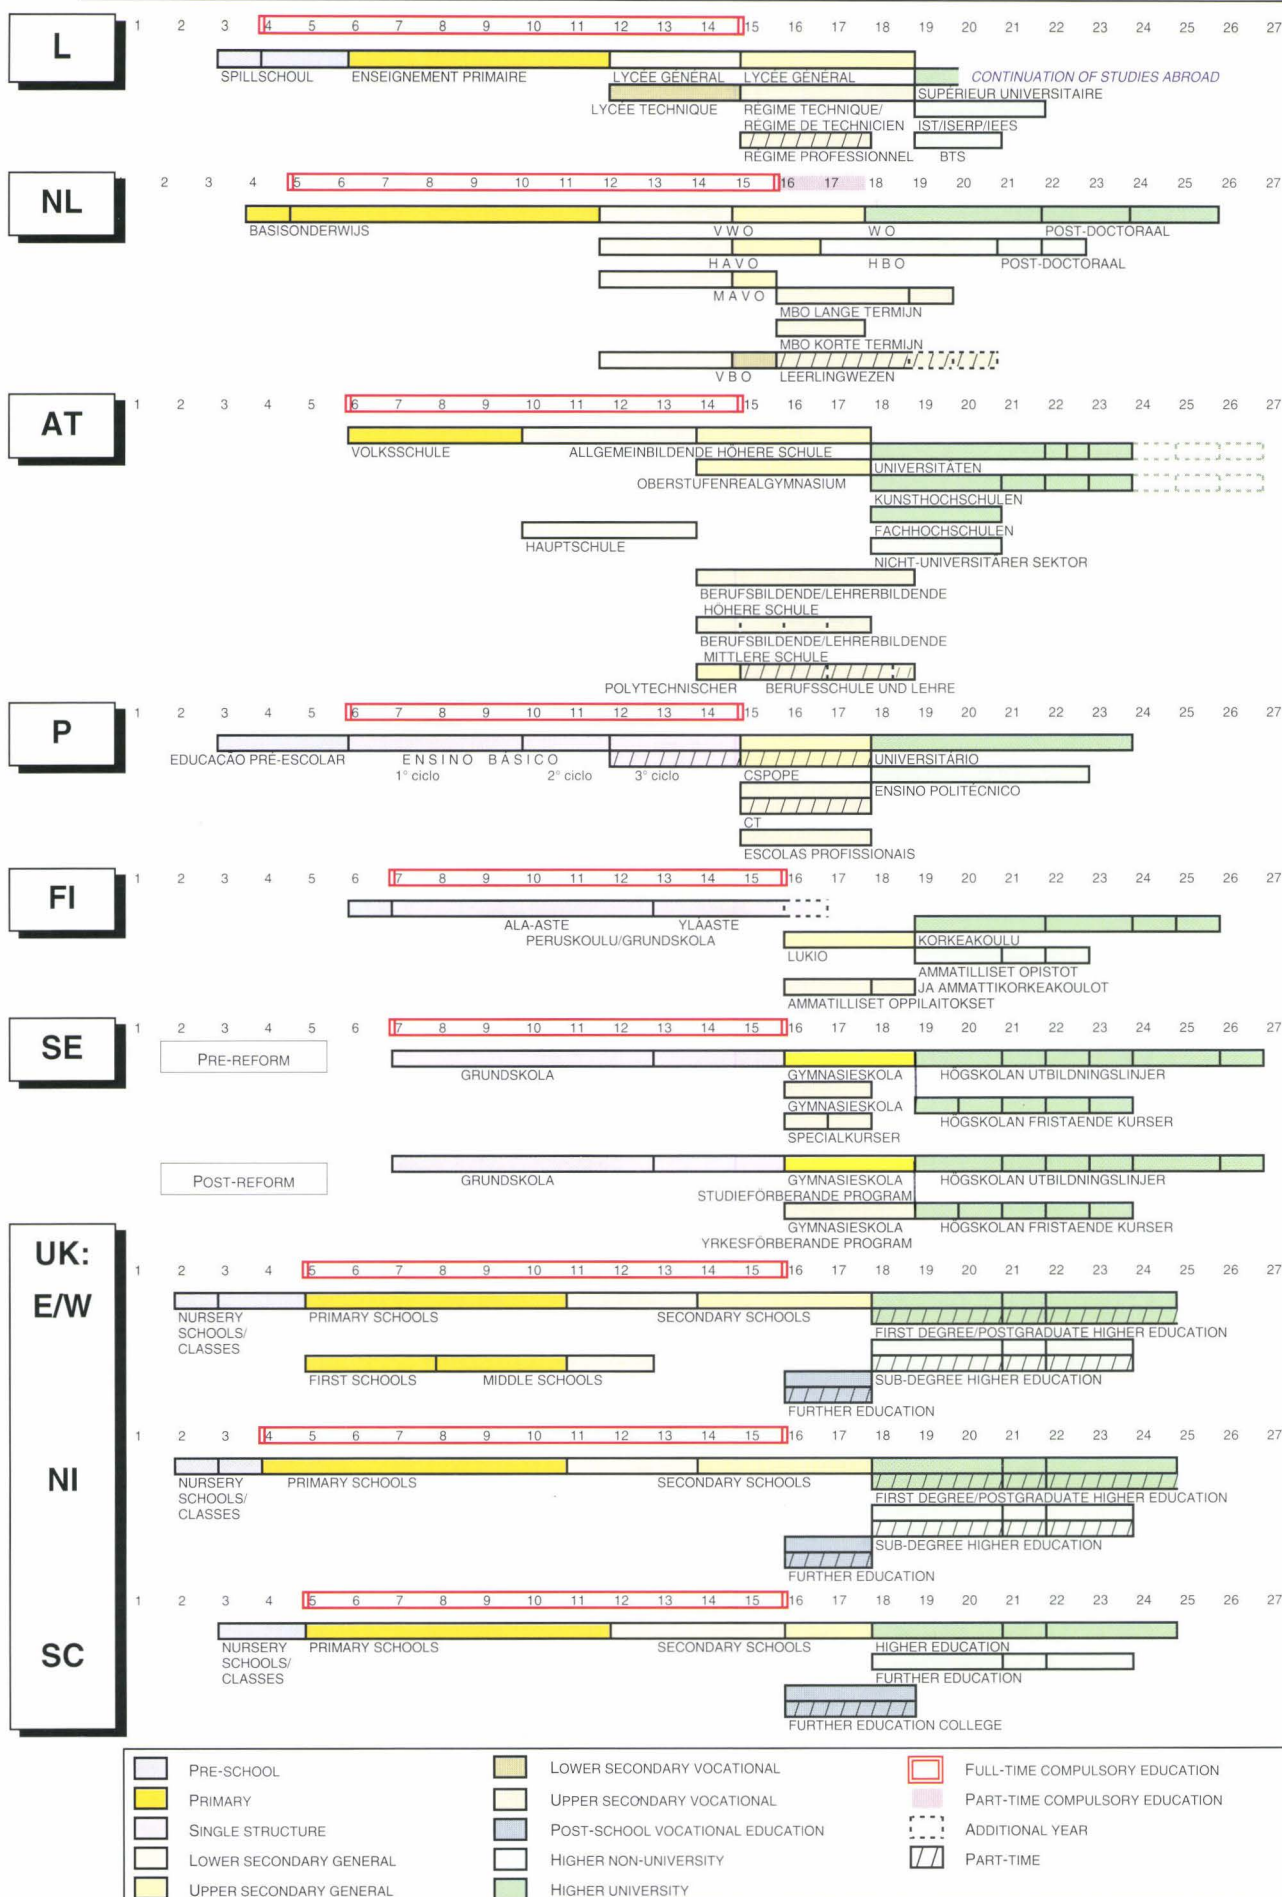 L
1 2 3 4 5 6 7 8 9 10 11 12 13 14 15 16 17 18 19 20 21 22 23 24 25 26 27
SPILLSCHOUL ENSEIGNEMENT PRIMAIRE LYCÉE GÉNÉRAL LYCÉE GÉNÉRAL CONTINUATION OF STUDIES ABROAD
SUPÉRIEUR UNIVERSITAIRE
LYCÉE TECHNIQUE RÉGIME TECHNIQUE/
RÉGIME DE TECHNICIEN IST/ISERP/IEES
RÉGIME PROFESSIONNEL BTS
NL
2 3 4 5 6 7 8 9 10 11 12 13 14 15 16 17 18 19 20 21 22 23 24 25 26 27
BASISONDERWIJS VWO WO POST-DOCTORAAL
HAVO HBO POST-DOCTORAAL
MAVO
MBO LANGE TERMIJN
MBO KORTE TERMIJN
VBO LEERLINGWEZEN
AT
1 2 3 4 5 6 7 8 9 10 11 12 13 14 15 16 17 18 19 20 21 22 23 24 25 26 27
VOLKSSCHULE ALLGEMEINBILDENDE HÖHERE SCHULE
UNIVERSITÄTEN
OBERSTUFENREALGYMNASIUM
KUNSTHOCHSCHULEN
FACHHOCHSCHULEN
HAUPTSCHULE
NICHT-UNIVERSITÄRER SEKTOR
BERUFSBILDENDE/LEHRERBILDENDE
HÖHERE SCHULE
BERUFSBILDENDE/LEHRERBILDENDE
MITTLERE SCHULE
POLYTECHNISCHER BERUFSSCHULE UND LEHRE
P
1 2 3 4 5 6 7 8 9 10 11 12 13 14 15 16 17 18 19 20 21 22 23 24 25 26 27
EDUCAÇÃO PRÉ-ESCOLAR ENSINO BÁSICO UNIVERSITÁRIO
1° ciclo 2° ciclo 3° ciclo CSPOPE
ENSINO POLITÉCNICO
CT
ESCOLAS PROFISSIONAIS
FI
1 2 3 4 5 6 7 8 9 10 11 12 13 14 15 16 17 18 19 20 21 22 23 24 25 26 27
ALA-ASTE YLÄASTE
PERUSKOULU/GRUNDSKOLA KORKEAKOULU
LUKIO
AMMATILLISET OPISTOT
JA AMMATTIKORKEAKOULOT
AMMATILLISET OPPILAITOKSET
SE
1 2 3 4 5 6 7 8 9 10 11 12 13 14 15 16 17 18 19 20 21 22 23 24 25 26 27
PRE-REFORM
GRUNDSKOLA GYMNASIESKOLA HÖGSKOLAN UTBILDNINGSLINJER
GYMNASIESKOLA
HÖGSKOLAN FRISTAENDE KURSER
SPECIALKURSER
POST-REFORM
GRUNDSKOLA GYMNASIESKOLA HÖGSKOLAN UTBILDNINGSLINJER
STUDIEFÖRBERANDE PROGRAM
GYMNASIESKOLA HÖGSKOLAN FRISTAENDE KURSER
YRKESFÖRBERANDE PROGRAM
UK:
1 2 3 4 5 6 7 8 9 10 11 12 13 14 15 16 17 18 19 20 21 22 23 24 25 26 27
E/W
NURSERY PRIMARY SCHOOLS SECONDARY SCHOOLS
SCHOOLS/ FIRST DEGREE/POSTGRADUATE HIGHER EDUCATION
CLASSES
FIRST SCHOOLS MIDDLE SCHOOLS SUB-DEGREE HIGHER EDUCATION
FURTHER EDUCATION
1 2 3 4 5 6 7 8 9 10 11 12 13 14 15 16 17 18 19 20 21 22 23 24 25 26 27
NI
NURSERY PRIMARY SCHOOLS SECONDARY SCHOOLS
SCHOOLS/ FIRST DEGREE/POSTGRADUATE HIGHER EDUCATION
CLASSES
SUB-DEGREE HIGHER EDUCATION
FURTHER EDUCATION
1 2 3 4 5 6 7 8 9 10 11 12 13 14 15 16 17 18 19 20 21 22 23 24 25 26 27
SC
NURSERY PRIMARY SCHOOLS SECONDARY SCHOOLS HIGHER EDUCATION
SCHOOLS/
CLASSES FURTHER EDUCATION
FURTHER EDUCATION COLLEGE
PRE-SCHOOL LOWER SECONDARY VOCATIONAL FULL-TIME COMPULSORY EDUCATION
PRIMARY UPPER SECONDARY VOCATIONAL PART-TIME COMPULSORY EDUCATION
SINGLE STRUCTURE POST-SCHOOL VOCATIONAL EDUCATION ADDITIONAL YEAR
LOWER SECONDARY GENERAL HIGHER NON-UNIVERSITY PART-TIME
UPPER SECONDARY GENERAL HIGHER UNIVERSITY